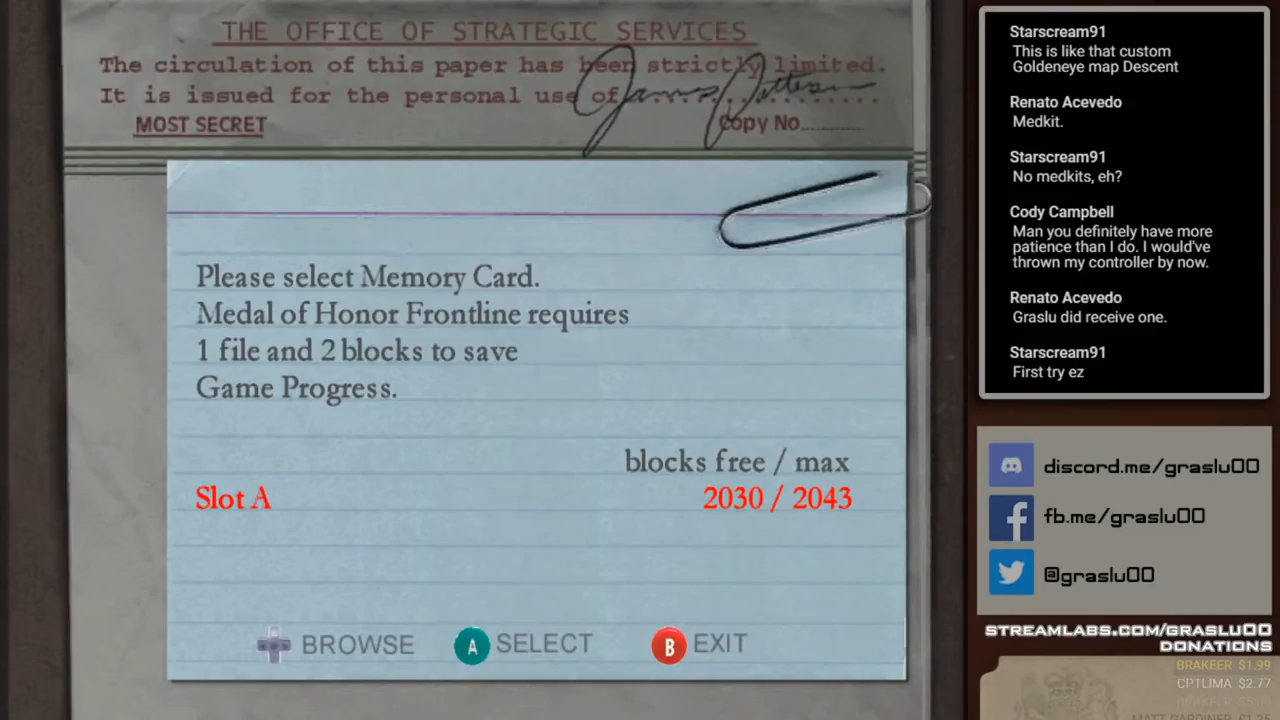 THE OFFICE OF STRATEGIC SERVICES
The circulation of this paper has been strictly limited.
It is issued for the personal use of
James Patterson
MOST SECRET
Copy No.............
Please select Memory Card.
Medal of Honor Frontline requires
1 file and 2 blocks to save
Game Progress.
blocks free / max
Slot A 2030 / 2043
BROWSE A SELECT B EXIT
Starscream91
This is like that custom
Goldeneye map Descent
Renato Acevedo
Medkit.
Starscream91
No medkits, eh?
Cody Campbell
Man you definitely have more
patience than I do. I would've
thrown my controller by now.
Renato Acevedo
Graslu did receive one.
Starscream91
First try ez
discord.me/graslu00
fb.me/graslu00
@graslu00
STREAMLABS.COM/GRASLU00
DONATIONS
BRAKEER $1.99
CPTLIMA $2.77